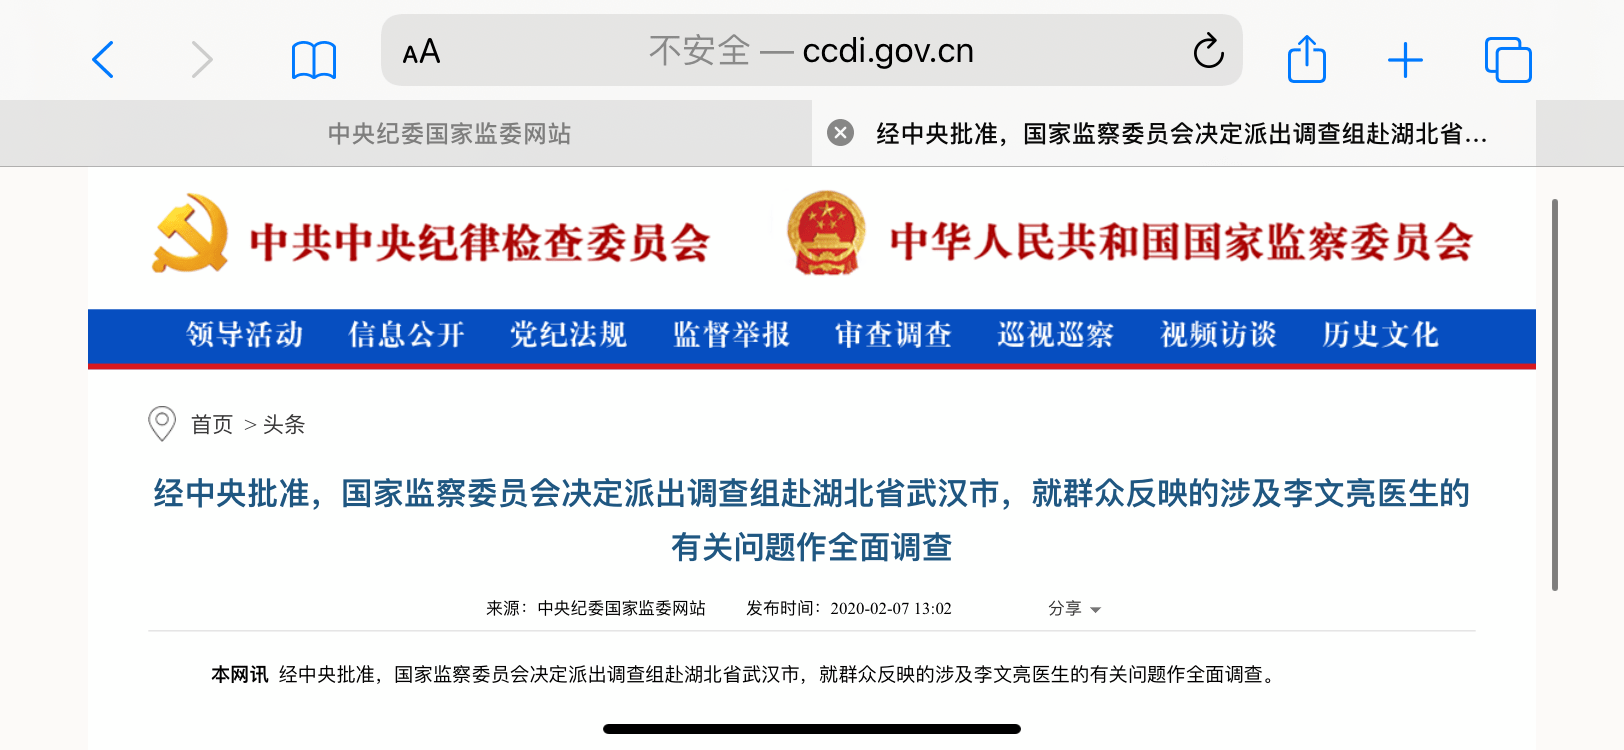 AA 不安全 — ccdi.gov.cn
中央纪委国家监委网站
经中央批准，国家监察委员会决定派出调查组赴湖北省…
中共中央纪律检查委员会
中华人民共和国国家监察委员会
领导活动 信息公开 党纪法规 监督举报 审查调查 巡视巡察 视频访谈 历史文化
首页 > 头条
经中央批准，国家监察委员会决定派出调查组赴湖北省武汉市，就群众反映的涉及李文亮医生的
有关问题作全面调查
来源：中央纪委国家监委网站 发布时间：2020-02-07 13:02 分享
本网讯 经中央批准，国家监察委员会决定派出调查组赴湖北省武汉市，就群众反映的涉及李文亮医生的有关问题作全面调查。